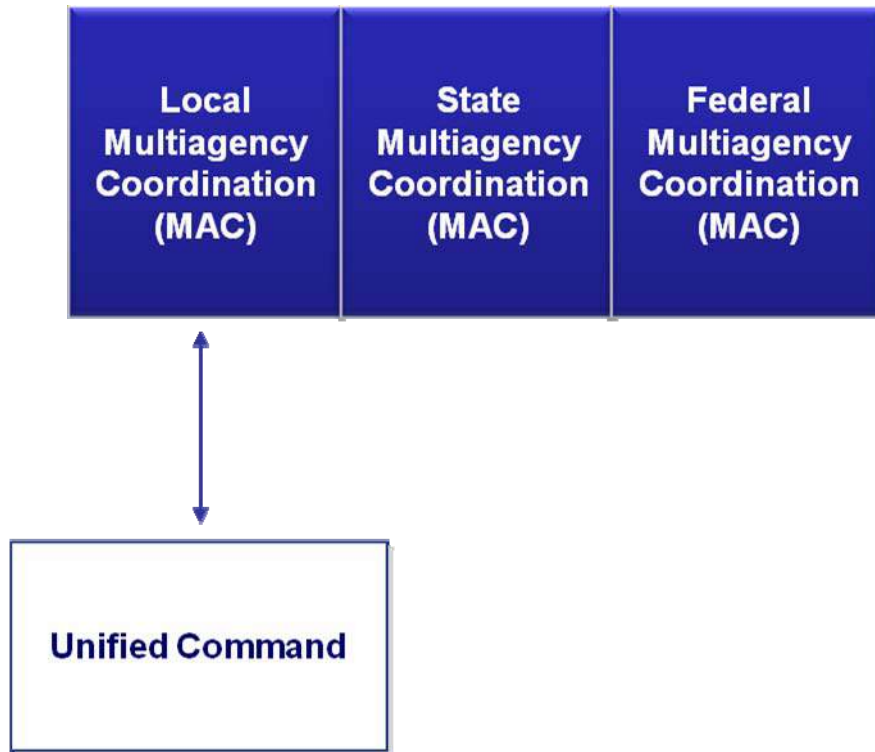 Local
Multiagency
Coordination
(MAC)
State
Multiagency
Coordination
(MAC)
Federal
Multiagency
Coordination
(MAC)
Unified Command